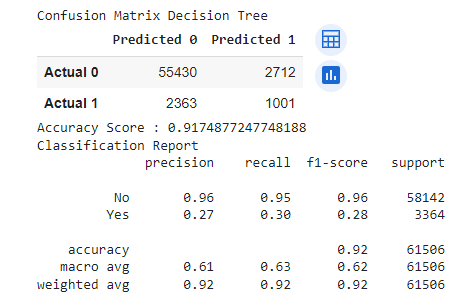 Confusion Matrix Decision Tree
Predicted 0 Predicted 1
Actual 0 55430 2712
Actual 1 2363 1001
Accuracy Score : 0.9174877247748188
Classification Report
precision recall f1-score support
No 0.96 0.95 0.96 58142
Yes 0.27 0.30 0.28 3364
accuracy 0.92 61506
macro avg 0.61 0.63 0.62 61506
weighted avg 0.92 0.92 0.92 61506